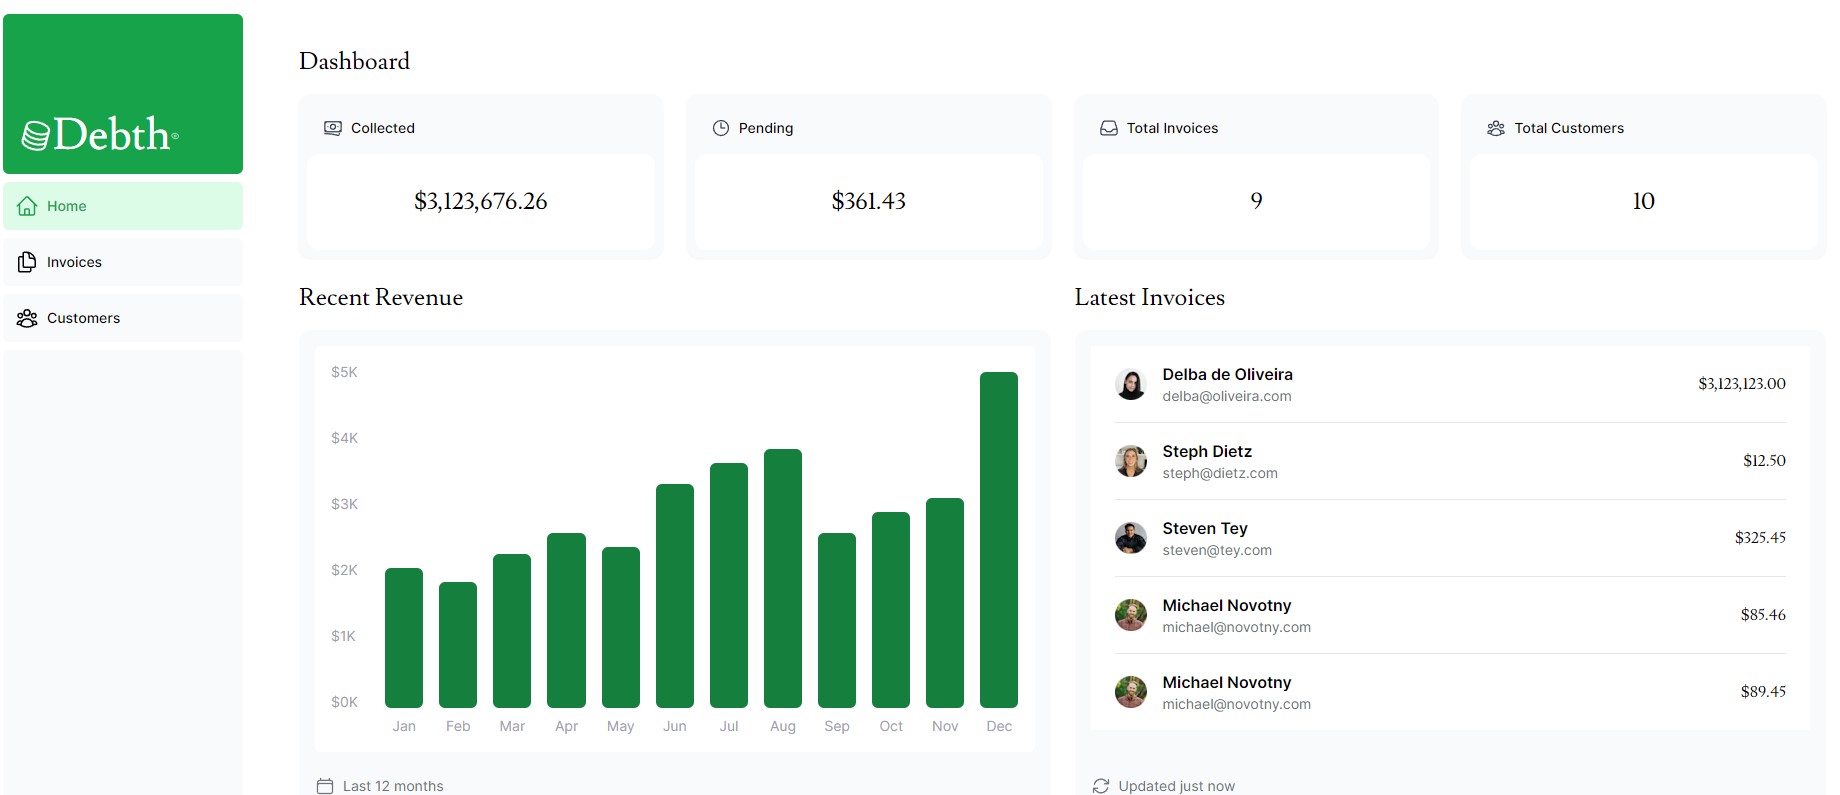 Debth®
Home
Invoices
Customers
Dashboard
Collected
$3,123,676.26
Pending
$361.43
Total Invoices
9
Total Customers
10
Recent Revenue
$5K
$4K
$3K
$2K
$1K
$0K
Jan Feb Mar Apr May Jun Jul Aug Sep Oct Nov Dec
Last 12 months
Latest Invoices
Delba de Oliveira
delba@oliveira.com
$3,123,123.00
Steph Dietz
steph@dietz.com
$12.50
Steven Tey
steven@tey.com
$325.45
Michael Novotny
michael@novotny.com
$85.46
Michael Novotny
michael@novotny.com
$89.45
Updated just now